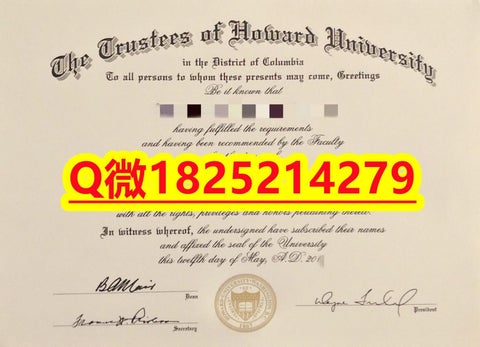 The Trustees of Howard University
in the District of Columbia
To all persons to whom these presents may come, Greetings
Be it known that
having fulfilled the requirements
and having been recommended by the Faculty
Q微1825214279
with all the rights, privileges and honors pertaining thereto.
In witness whereof, the undersigned have subscribed their names
and affixed the seal of the University
this twelfth day of May, A.D. 20
Dean
President
Secretary